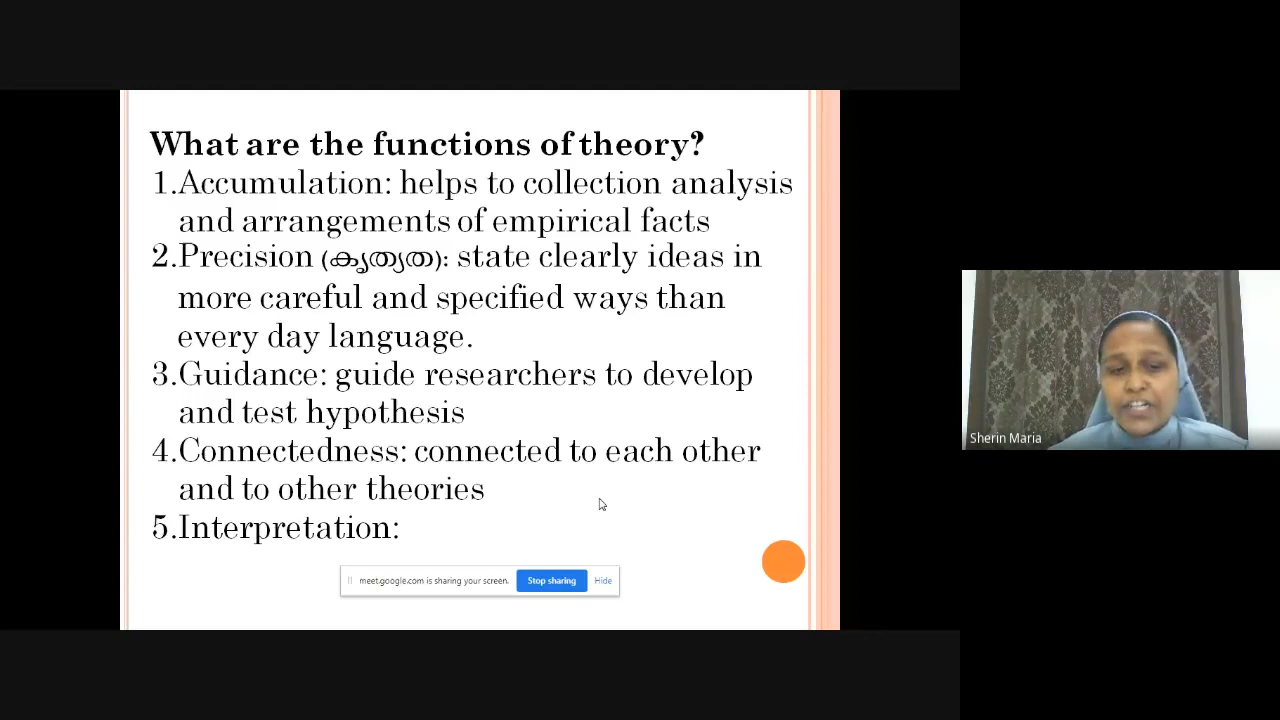 What are the functions of theory?
1.Accumulation: helps to collection analysis
and arrangements of empirical facts
2.Precision (കൃത്യത): state clearly ideas in
more careful and specified ways than
every day language.
3.Guidance: guide researchers to develop
and test hypothesis
4.Connectedness: connected to each other
and to other theories
5.Interpretation:
meet.google.com is sharing your screen. Stop sharing Hide
Sherin Maria